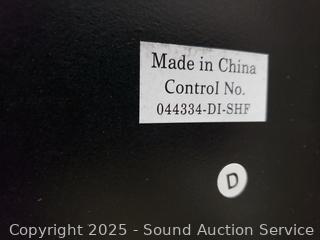 Made in China
Control No.
044334-DI-SHF
D
Copyright 2025 - Sound Auction Service